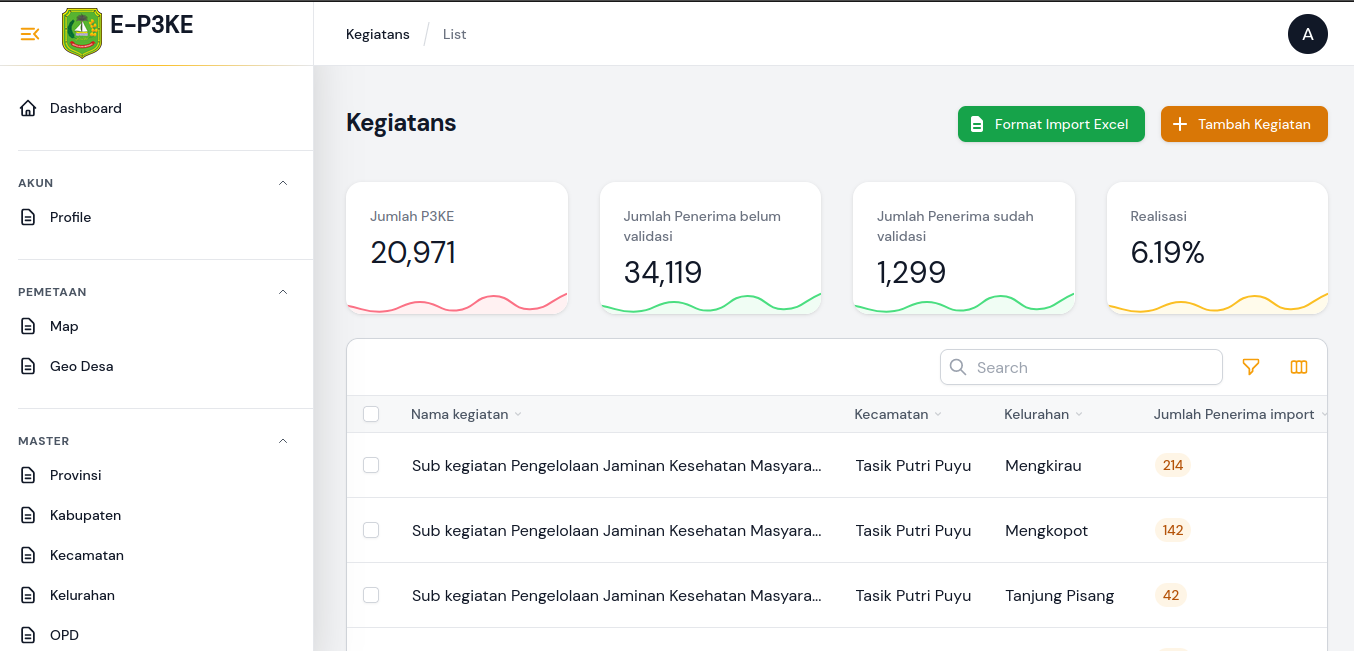 E-P3KE
Kegiatans / List
A
Dashboard
AKUN
Profile
PEMETAAN
Map
Geo Desa
MASTER
Provinsi
Kabupaten
Kecamatan
Kelurahan
OPD
Kegiatans
Format Import Excel
Tambah Kegiatan
Jumlah P3KE
20,971
Jumlah Penerima belum
validasi
34,119
Jumlah Penerima sudah
validasi
1,299
Realisasi
6.19%
Search
Nama kegiatan Kecamatan Kelurahan Jumlah Penerima import
Sub kegiatan Pengelolaan Jaminan Kesehatan Masyara... Tasik Putri Puyu Mengkirau 214
Sub kegiatan Pengelolaan Jaminan Kesehatan Masyara... Tasik Putri Puyu Mengkopot 142
Sub kegiatan Pengelolaan Jaminan Kesehatan Masyara... Tasik Putri Puyu Tanjung Pisang 42